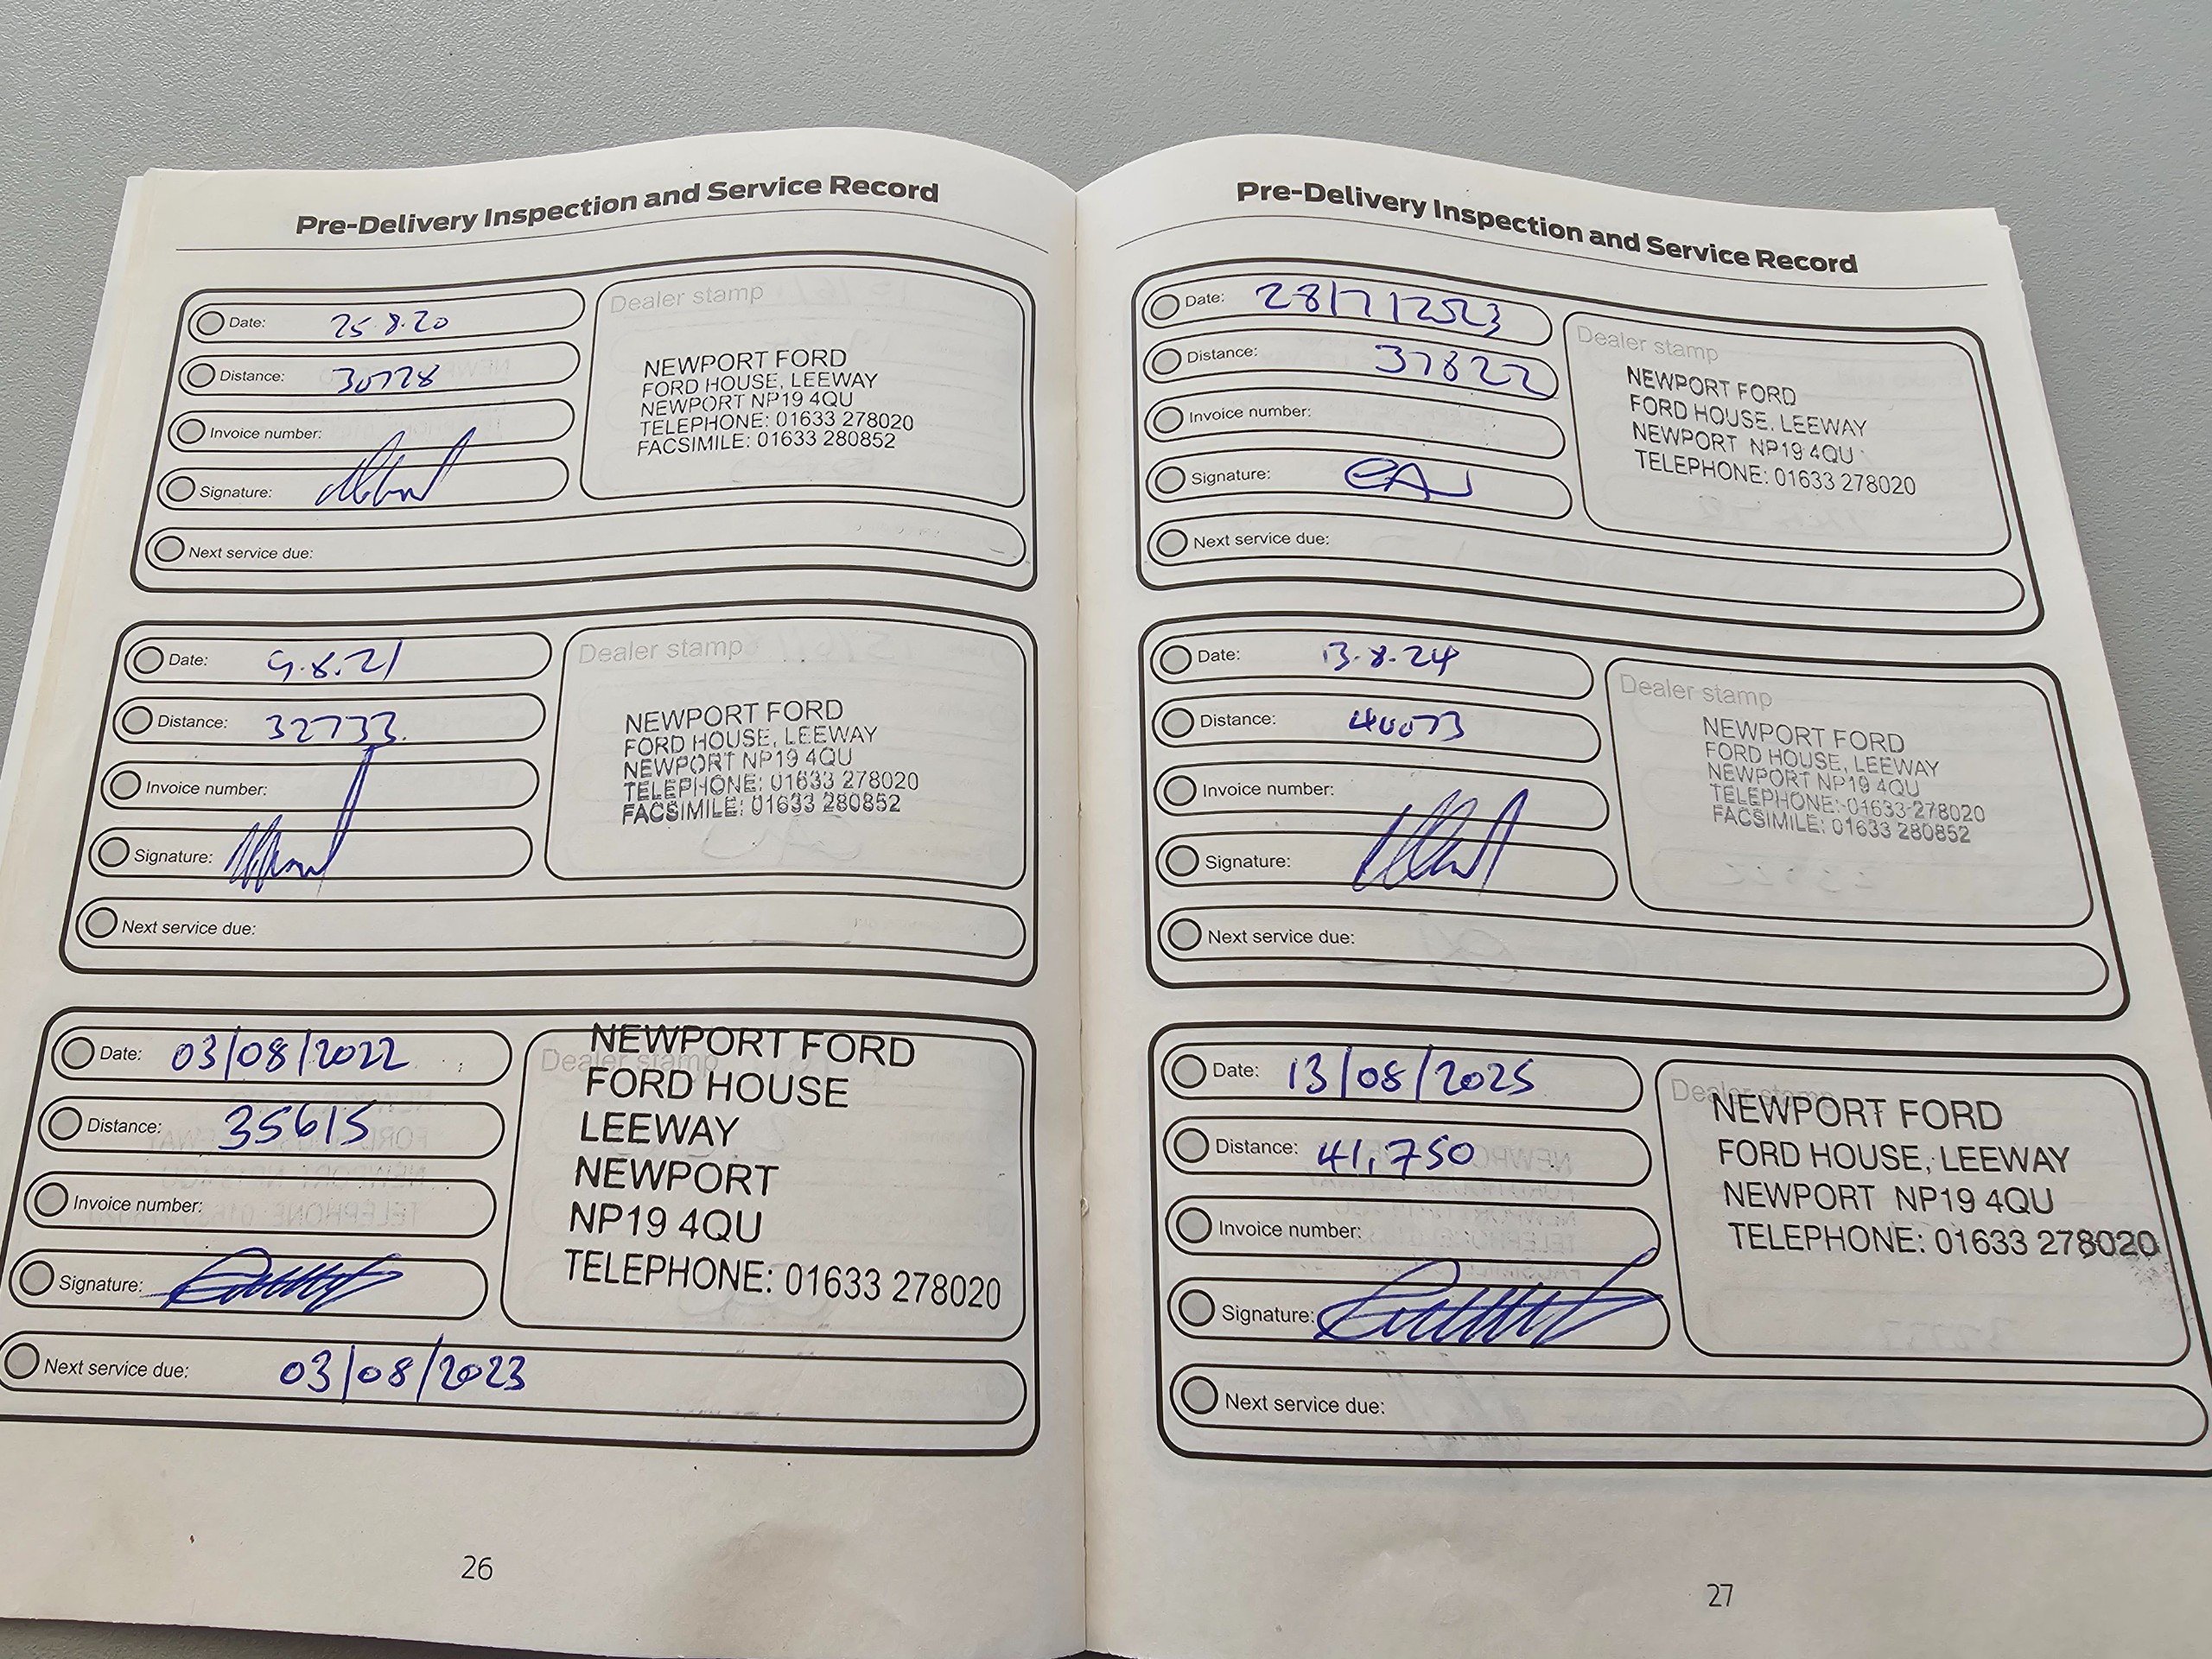 Pre-Delivery Inspection and Service Record
Date: 25.8.20
Distance: 30728
Invoice number:
Signature:
Next service due:
Dealer stamp
NEWPORT FORD
FORD HOUSE, LEEWAY
NEWPORT NP19 4QU
TELEPHONE: 01633 278020
FACSIMILE: 01633 280852
Date: 9.8.21
Distance: 32733.
Invoice number:
Signature:
Next service due:
Dealer stamp
NEWPORT FORD
FORD HOUSE, LEEWAY
NEWPORT NP19 4QU
TELEPHONE: 01633 278020
FACSIMILE: 01633 280852
Date: 03/08/2022
Distance: 35615
Invoice number:
Signature:
Next service due: 03/08/2023
Dealer stamp
NEWPORT FORD
FORD HOUSE
LEEWAY
NEWPORT
NP19 4QU
TELEPHONE: 01633 278020
26
Pre-Delivery Inspection and Service Record
Date: 28/7/2023
Distance: 37822
Invoice number:
Signature:
Next service due:
Dealer stamp
NEWPORT FORD
FORD HOUSE, LEEWAY
NEWPORT NP19 4QU
TELEPHONE: 01633 278020
Date: 13.8.24
Distance: 40073
Invoice number:
Signature:
Next service due:
Dealer stamp
NEWPORT FORD
FORD HOUSE, LEEWAY
NEWPORT NP19 4QU
TELEPHONE: 01633 278020
FACSIMILE: 01633 280852
Date: 13/08/2025
Distance: 41,750
Invoice number:
Signature:
Next service due:
Dealer stamp
NEWPORT FORD
FORD HOUSE, LEEWAY
NEWPORT NP19 4QU
TELEPHONE: 01633 278020
27